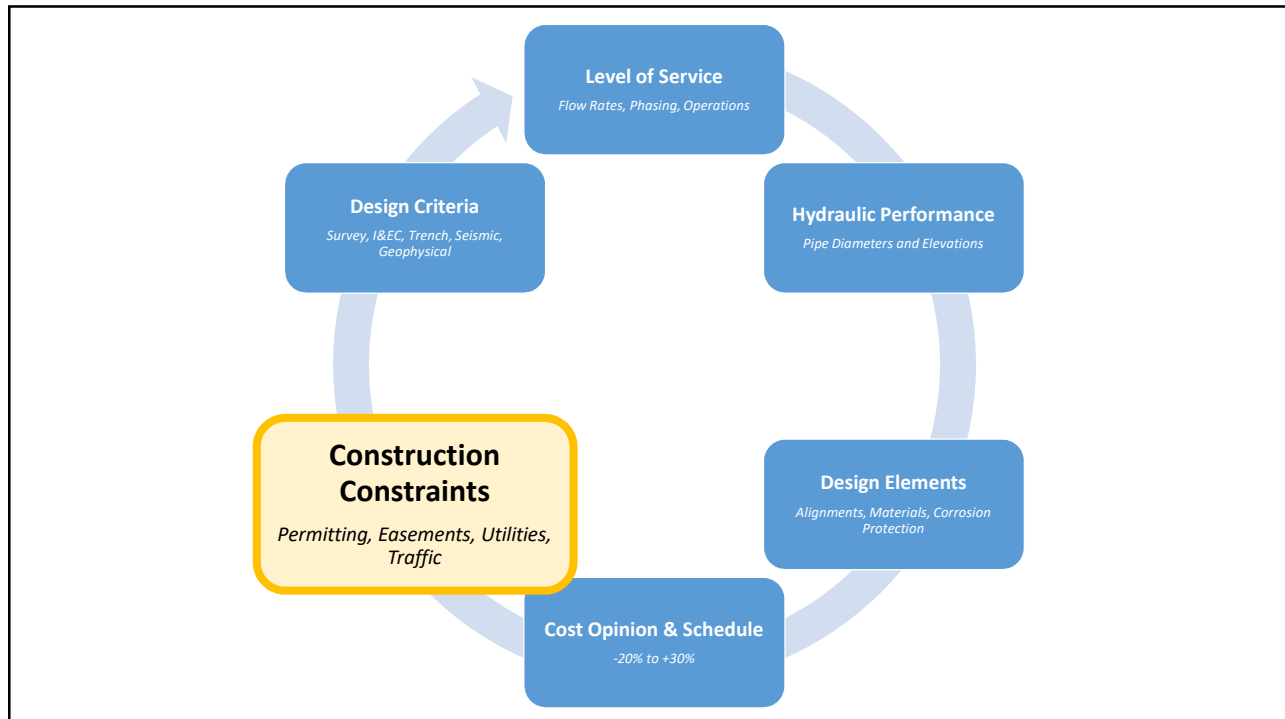 Level of Service
Flow Rates, Phasing, Operations
Hydraulic Performance
Pipe Diameters and Elevations
Design Elements
Alignments, Materials, Corrosion
Protection
Cost Opinion & Schedule
-20% to +30%
Construction
Constraints
Permitting, Easements, Utilities,
Traffic
Design Criteria
Survey, I&EC, Trench, Seismic,
Geophysical